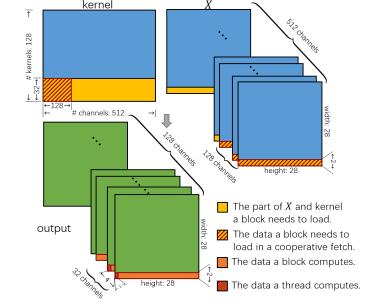 kernel
X
# kernels: 128
32
128
# channels: 512
512 channels
width: 28
128 channels
2
height: 28
128 channels
output
width: 28
32 channels
4
2
height: 28
The part of X and kernel
a block needs to load.
The data a block needs to
load in a cooperative fetch.
The data a block computes.
The data a thread computes.